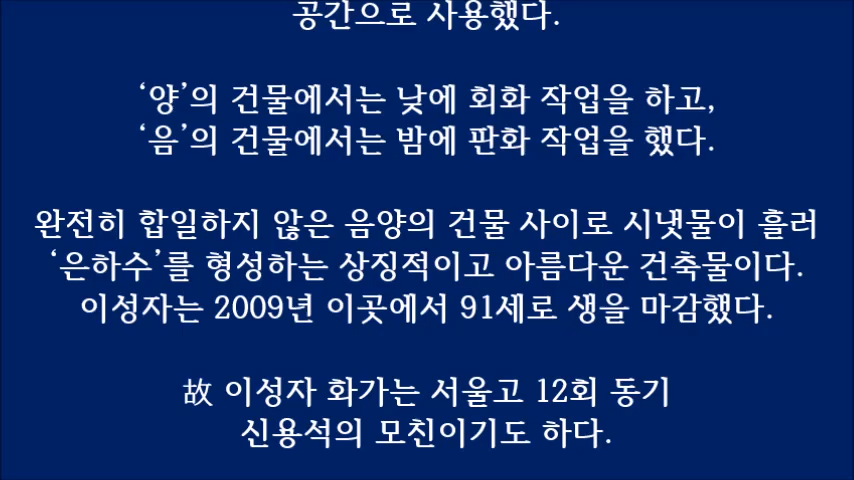 공간으로 사용했다.
‘양’의 건물에서는 낮에 회화 작업을 하고,
‘음’의 건물에서는 밤에 판화 작업을 했다.
완전히 합일하지 않은 음양의 건물 사이로 시냇물이 흘러
‘은하수’를 형성하는 상징적이고 아름다운 건축물이다.
이성자는 2009년 이곳에서 91세로 생을 마감했다.
故 이성자 화가는 서울고 12회 동기
신용석의 모친이기도 하다.